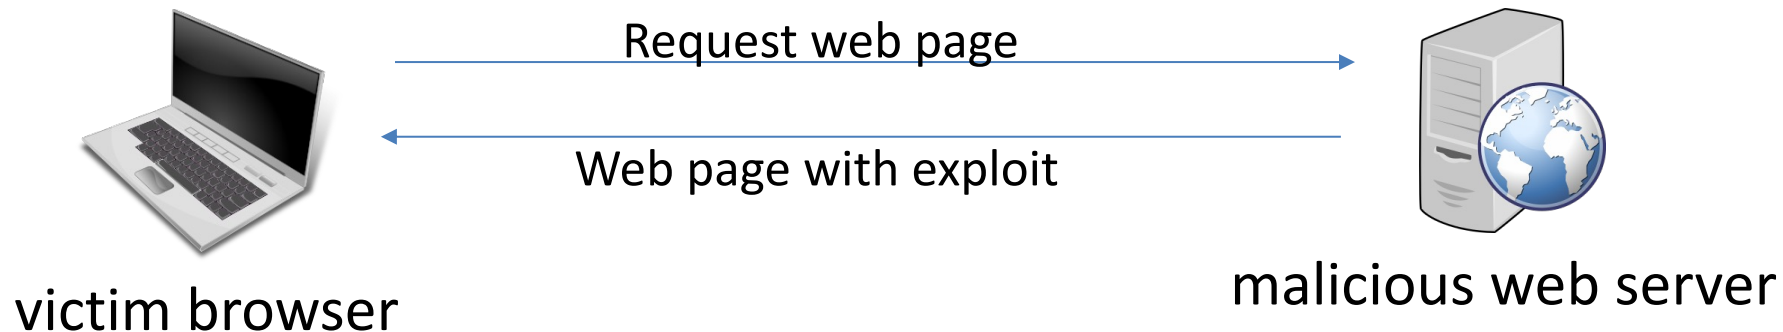 Request web page
Web page with exploit
victim browser
malicious web server